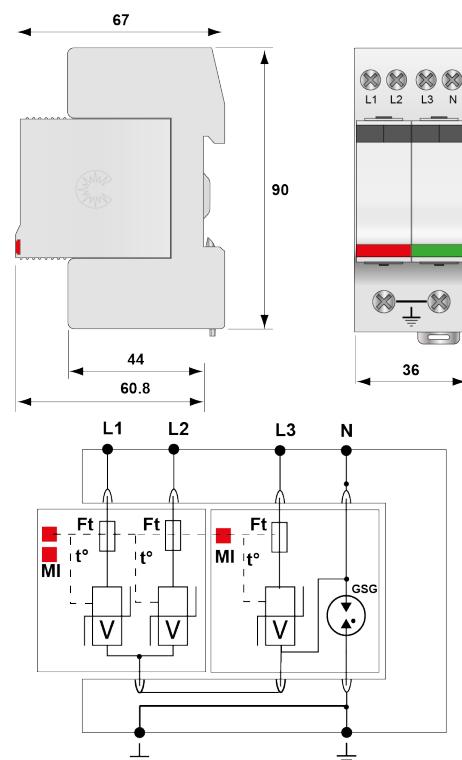 67
90
44
60.8
L1 L2 L3 N
36
L1 L2 L3 N
Ft Ft Ft
MI t° t° MI t°
GSG
V V V